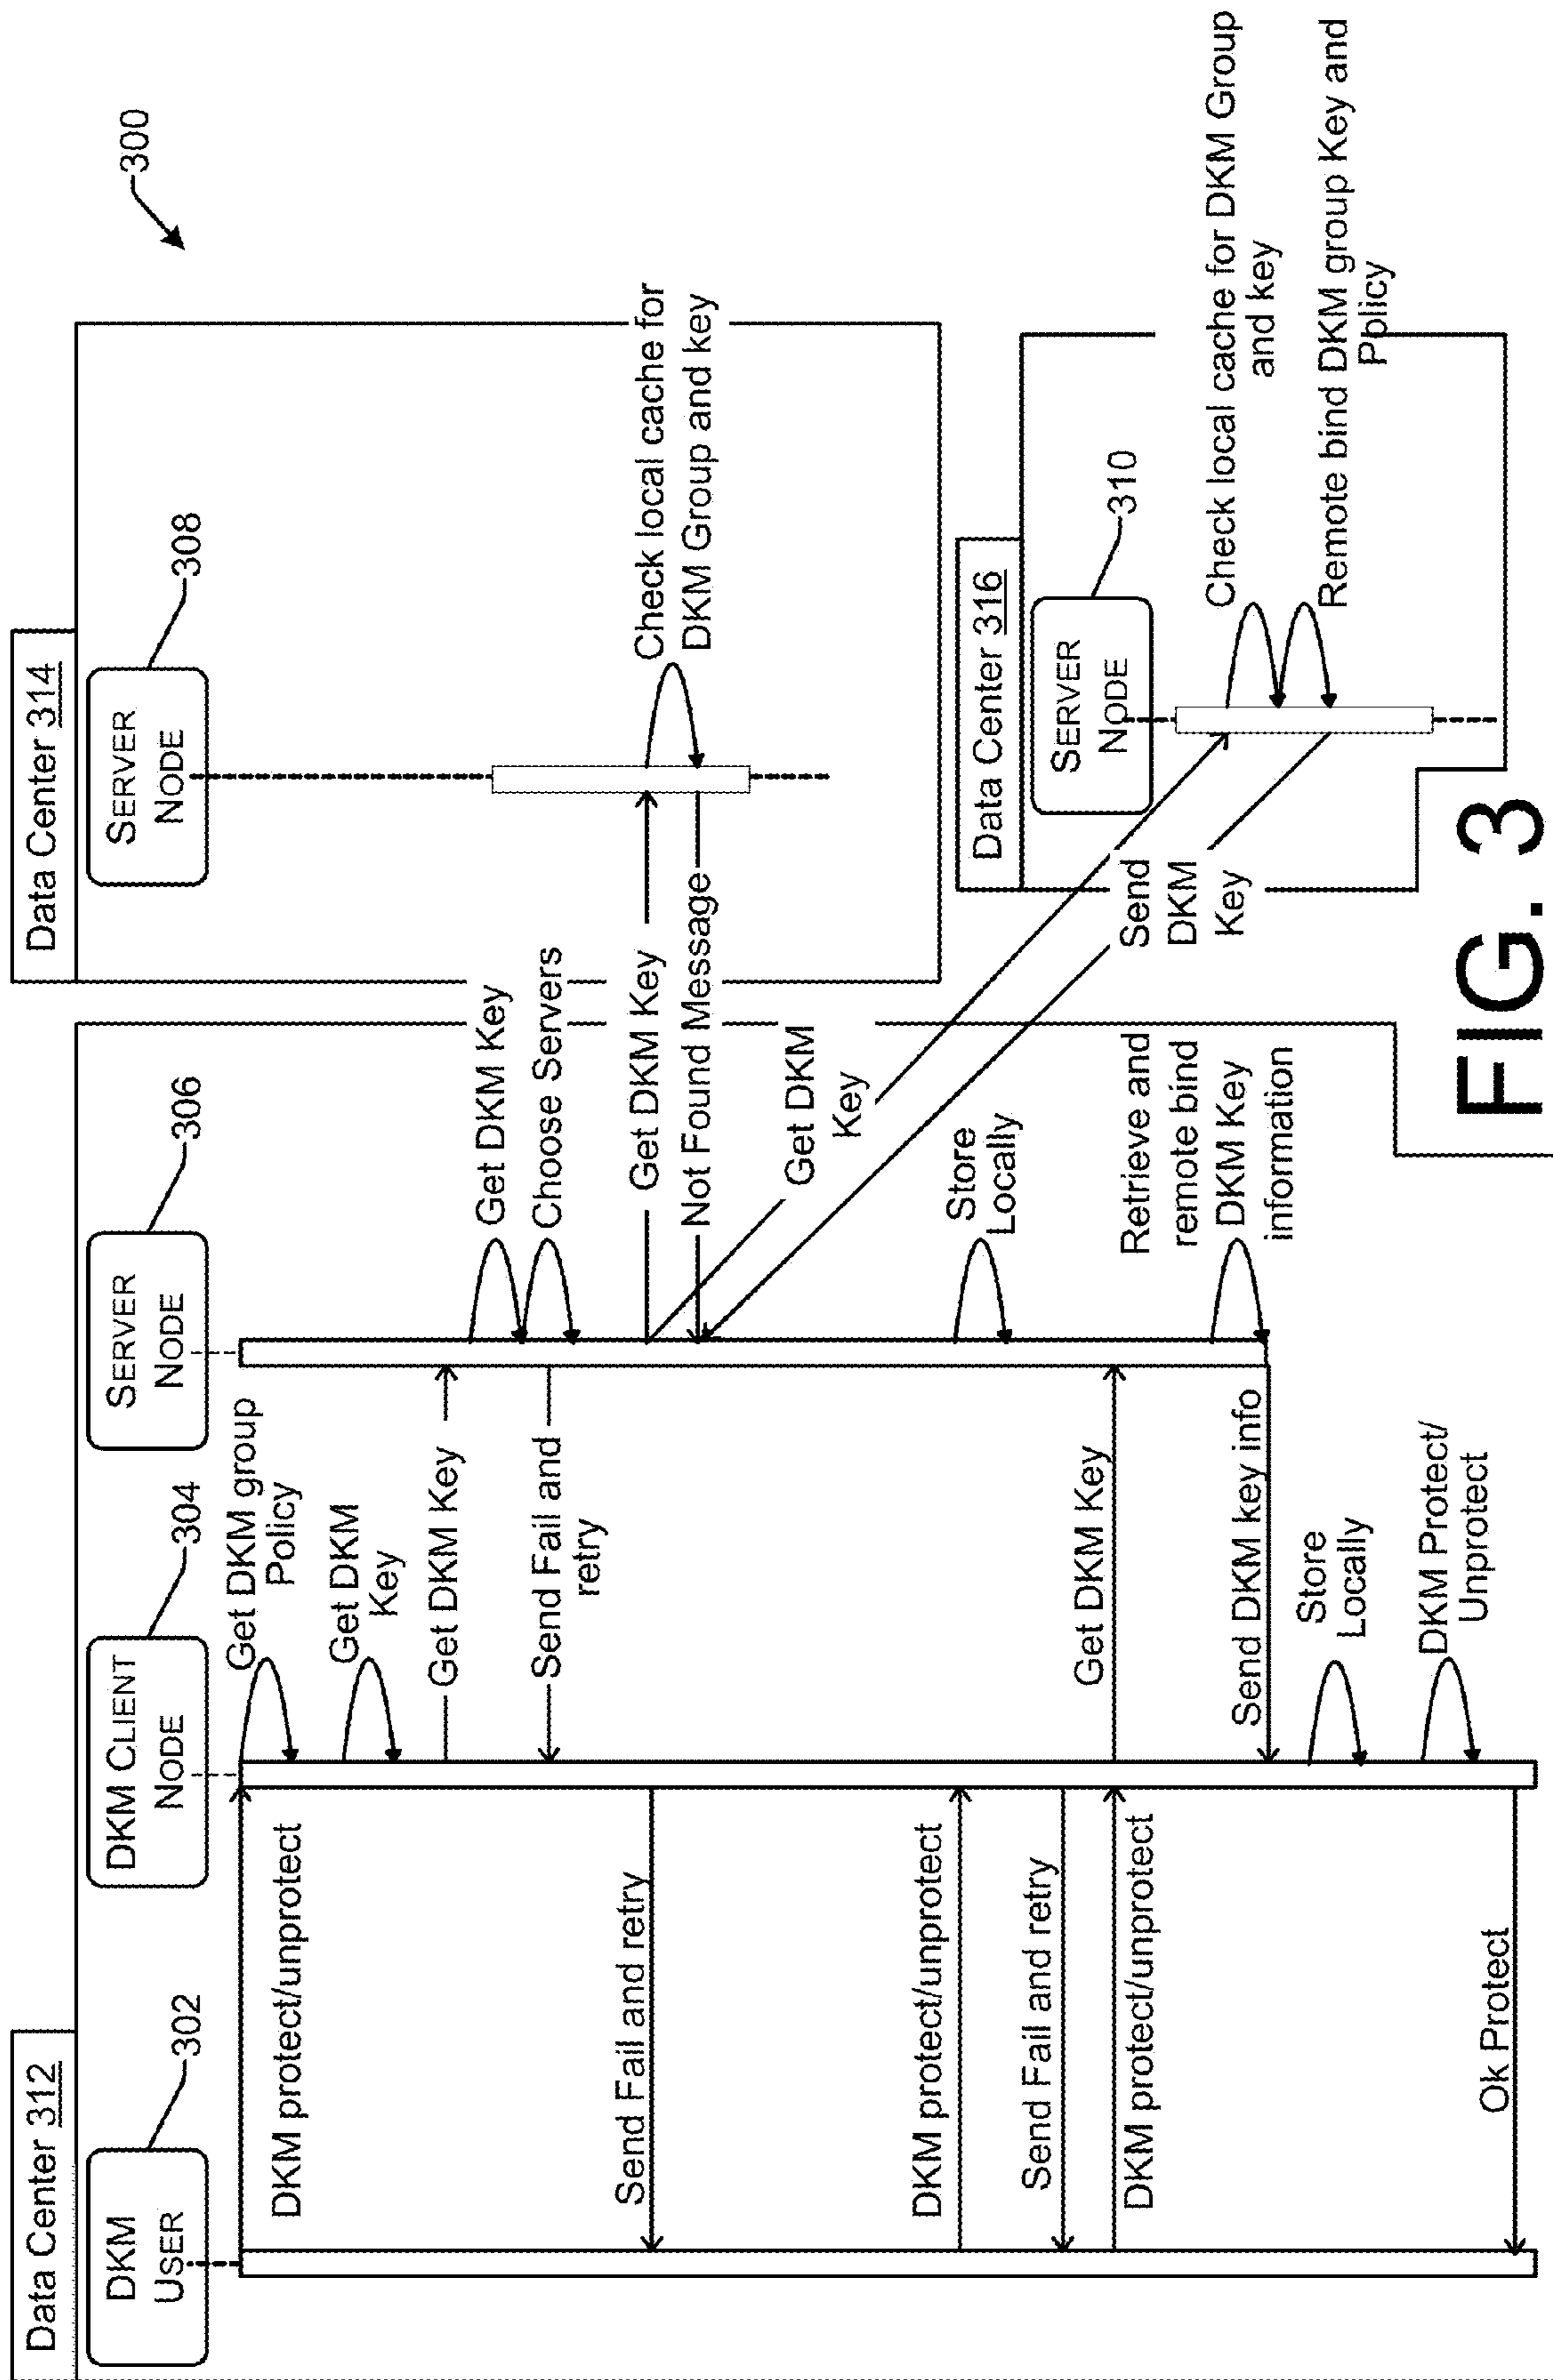 300
Data Center 312
DKM
USER
302
DKM CLIENT
NODE
304
SERVER
NODE
306
Data Center 314
SERVER
NODE
308
DKM protect/unprotect
Get DKM group
Policy
Get DKM
Key
Get DKM Key
Get DKM Key
Choose Servers
Send Fail and
retry
Send Fail and retry
Get DKM Key
Check local cache for
DKM Group and key
Not Found Message
Get DKM
Key
Data Center 316
SERVER
NODE
310
Check local cache for DKM Group
and key
Remote bind DKM group Key and
Policy
Send
DKM
Key
DKM protect/unprotect
Store
Locally
Send Fail and retry
DKM protect/unprotect
Get DKM Key
Retrieve and
remote bind
DKM Key
information
Send DKM key info
Store
Locally
DKM Protect/
Unprotect
Ok Protect
FIG. 3